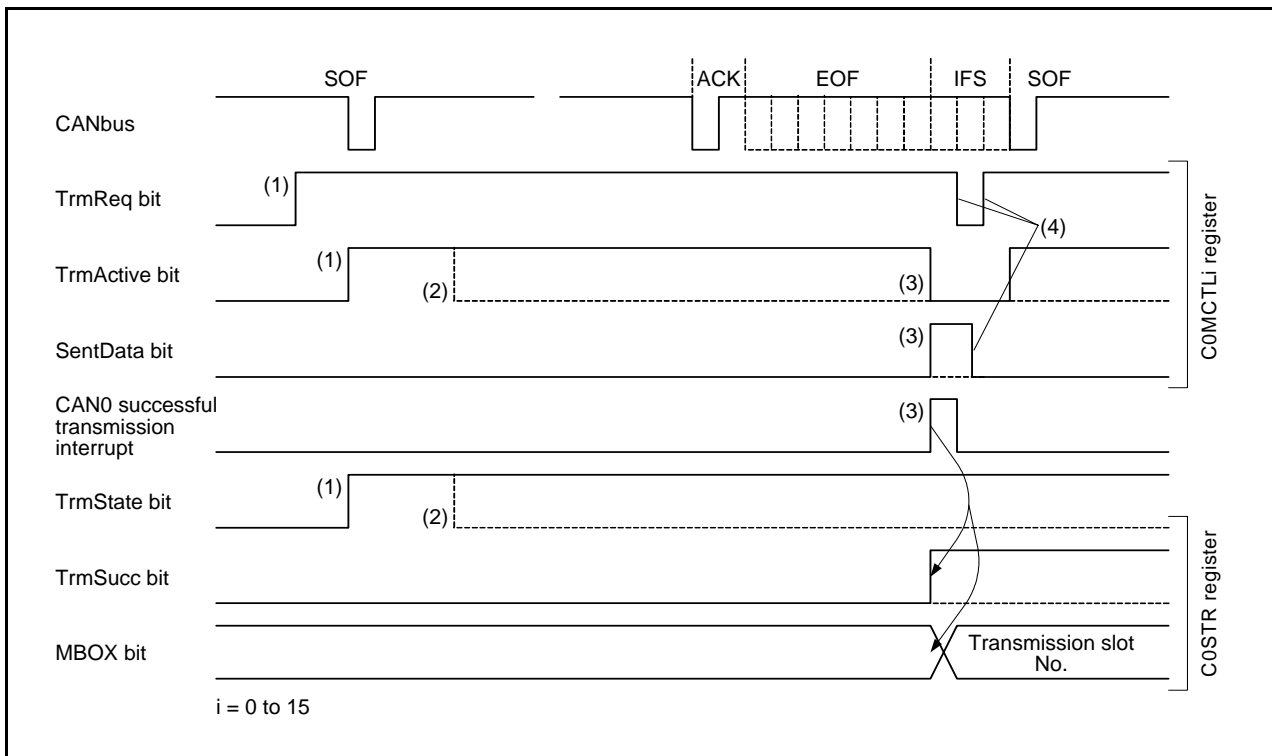 SOF ACK EOF IFS SOF
CANbus
TrmReq bit (1)
(4)
TrmActive bit (1) (2) (3)
SentData bit (3)
CAN0 successful
transmission
interrupt
(3)
TrmState bit (1) (2)
TrmSucc bit
MBOX bit
Transmission slot
No.
i = 0 to 15
C0MCTLi register
C0STR register